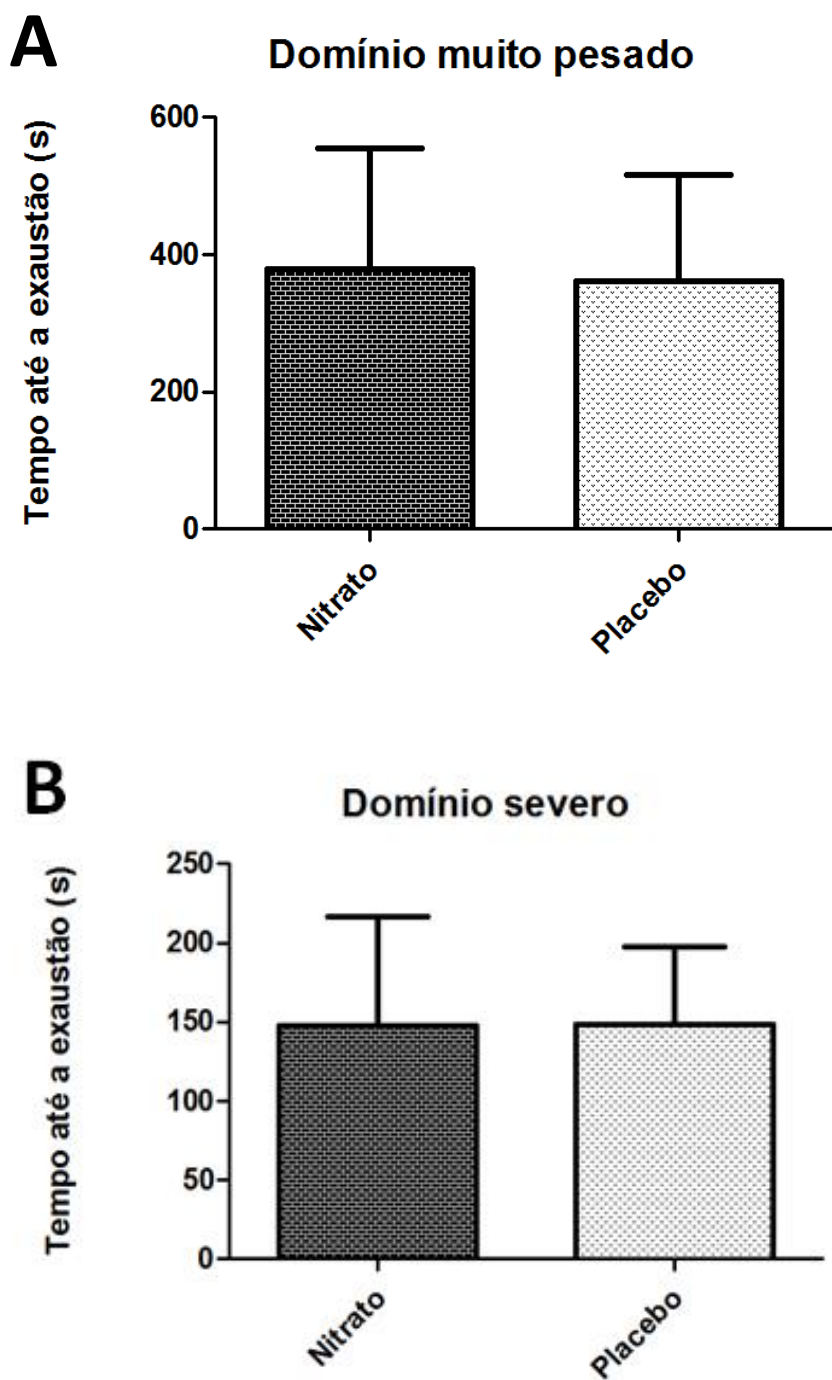 A
Domínio muito pesado
Tempo até a exaustão (s)
600
400
200
0
Nitrato
Placebo
B
Domínio severo
Tempo até a exaustão (s)
250
200
150
100
50
0
Nitrato
Placebo